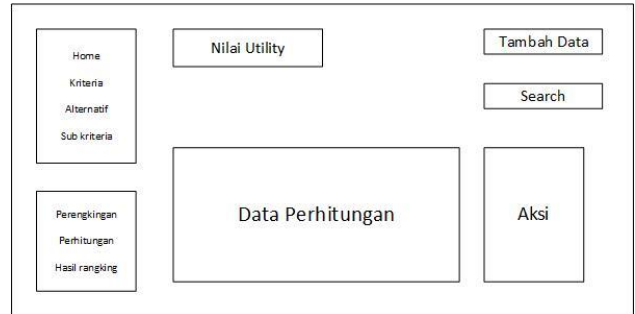 Home
Kriteria
Alternatif
Sub kriteria
Perengkingan
Perhitungan
Hasil rangking
Nilai Utility
Tambah Data
Search
Data Perhitungan
Aksi